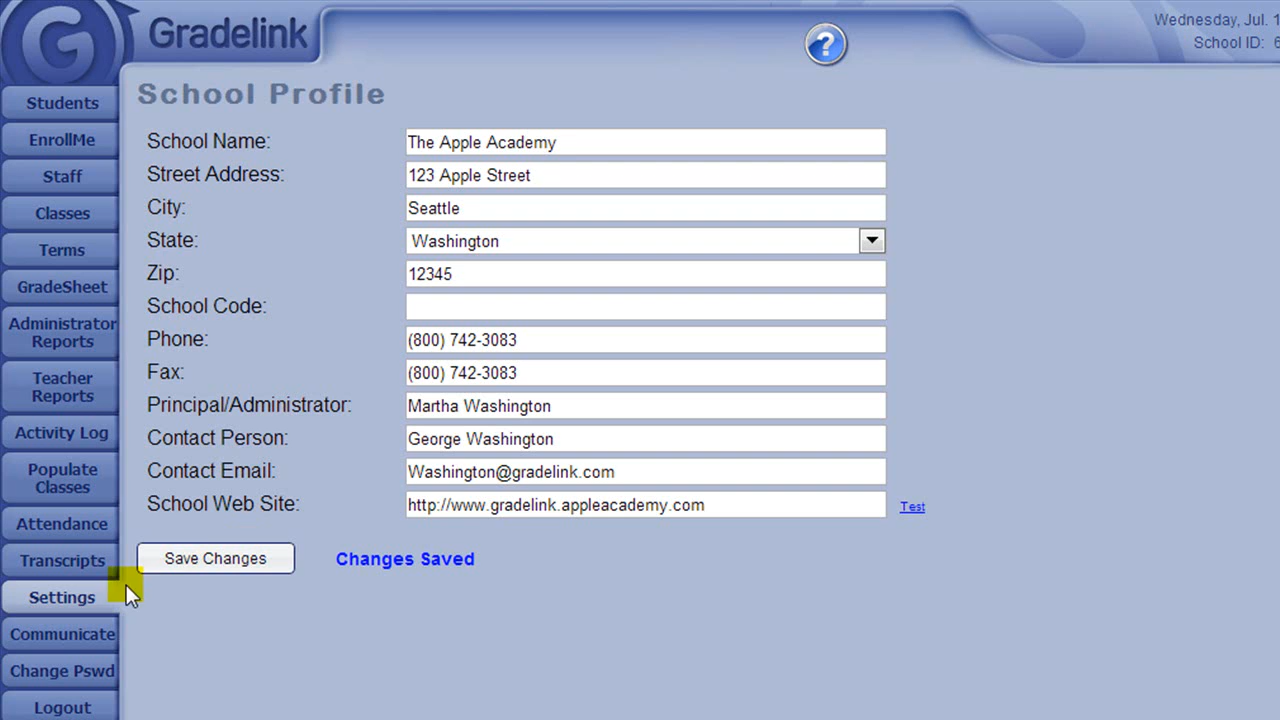 Gradelink
Wednesday, Jul. 1
School ID: 6
Students
EnrollMe
Staff
Classes
Terms
GradeSheet
Administrator
Reports
Teacher
Reports
Activity Log
Populate
Classes
Attendance
Transcripts
Settings
Communicate
Change Pswd
Logout
School Profile
School Name: The Apple Academy
Street Address: 123 Apple Street
City: Seattle
State: Washington
Zip: 12345
School Code:
Phone: (800) 742-3083
Fax: (800) 742-3083
Principal/Administrator: Martha Washington
Contact Person: George Washington
Contact Email: Washington@gradelink.com
School Web Site: http://www.gradelink.appleacademy.com Test
Save Changes Changes Saved